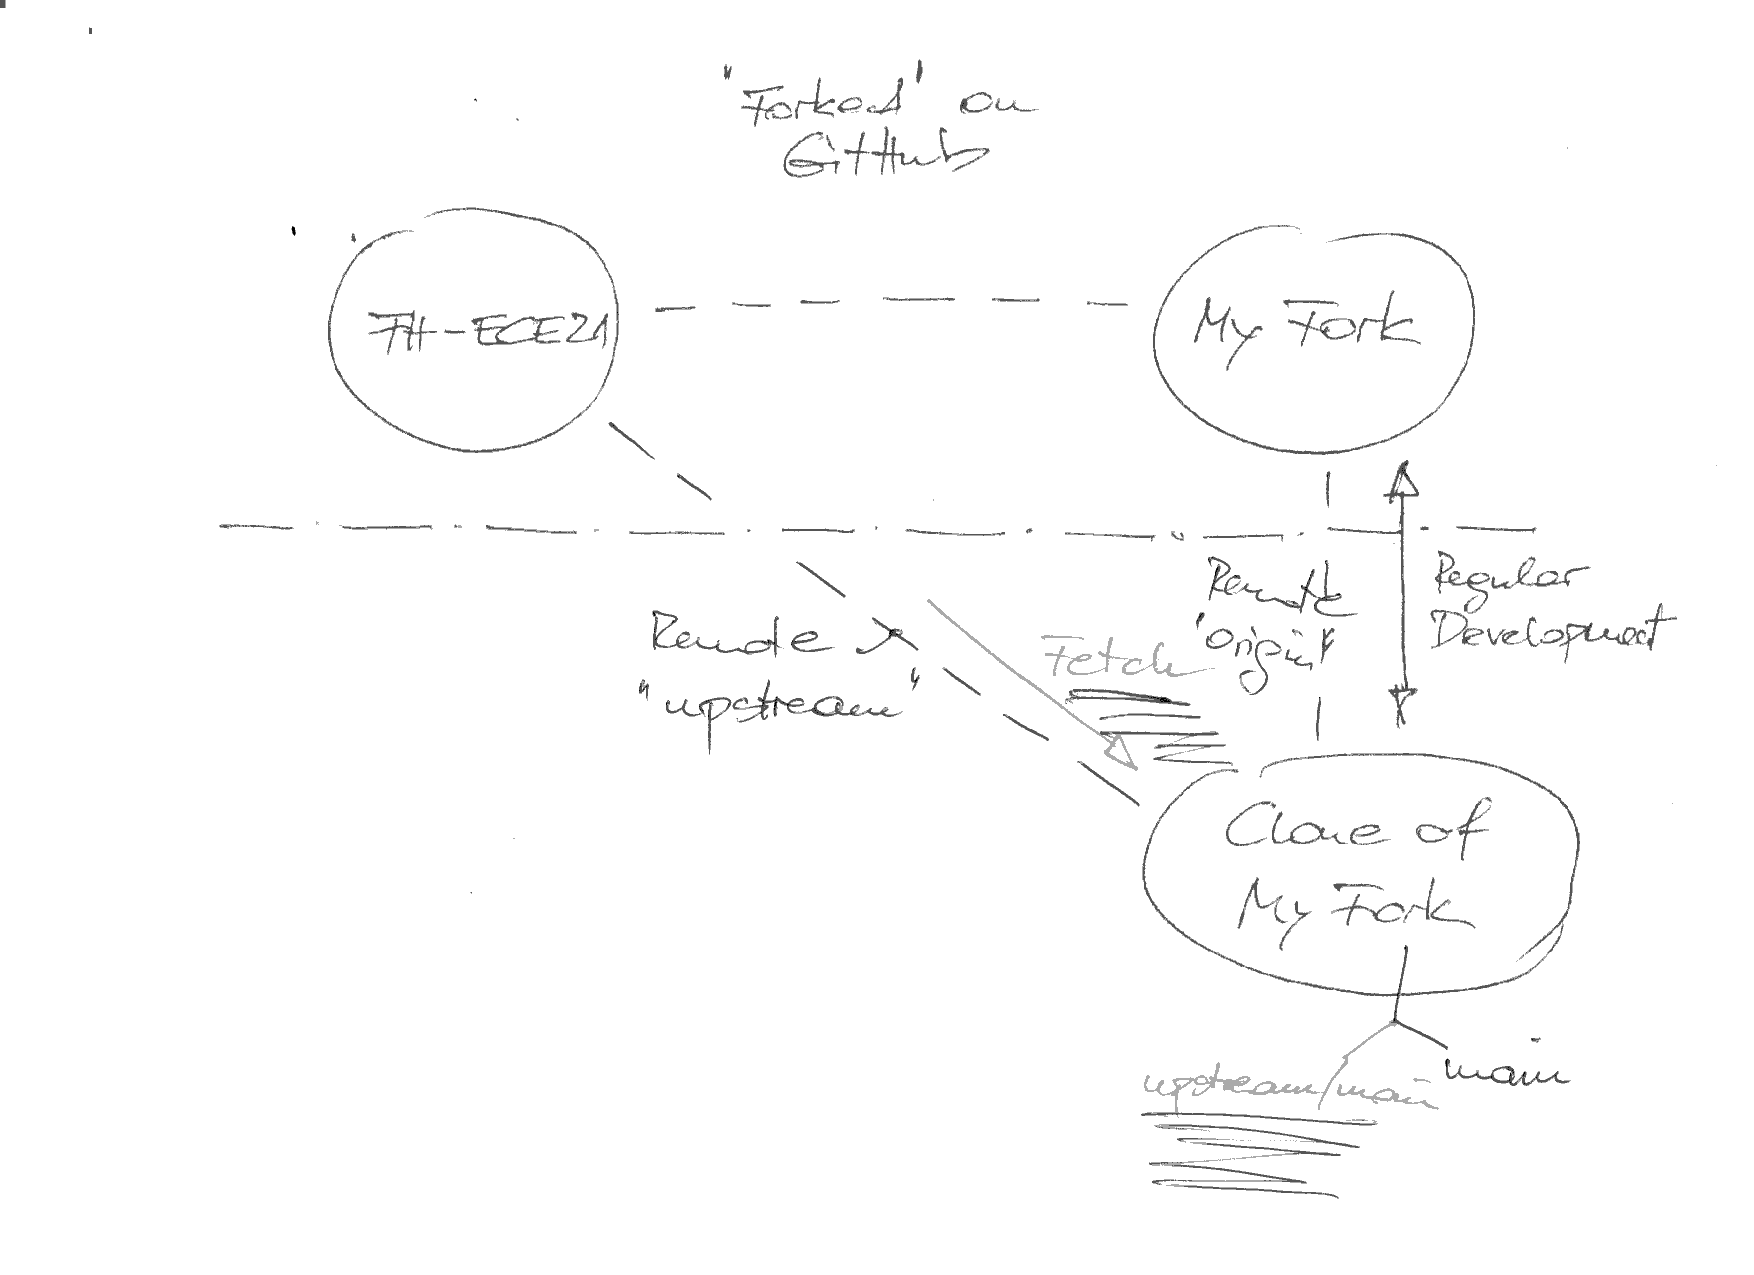 "Forked" on
GitHub
FH-ECE21
My Fork
Remote
"upstream"
Fetch
Remote
"origin"
Regular
Development
Clone of
My Fork
upstream/main
main